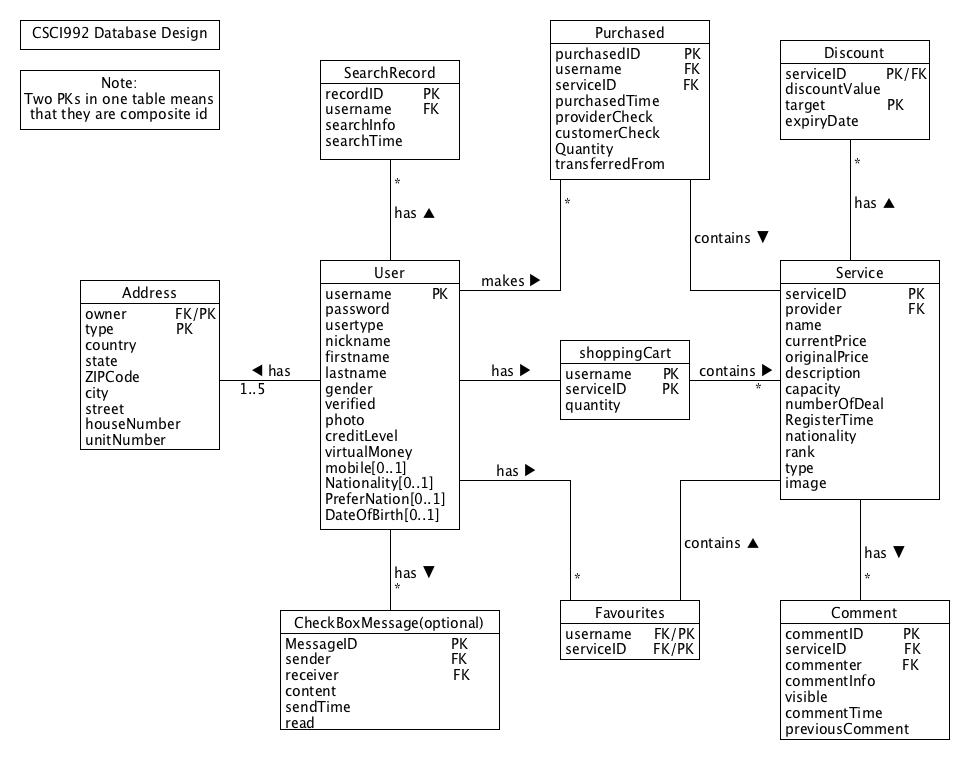 CSCI992 Database Design
Note:
Two PKs in one table means
that they are composite id
SearchRecord
recordID PK
username FK
searchInfo
searchTime
*
has ▲
Purchased
purchasedID PK
username FK
serviceID FK
purchasedTime
providerCheck
customerCheck
Quantity
transferredFrom
*
makes ▶
contains ▼
Discount
serviceID PK/FK
discountValue
target PK
expiryDate
*
has ▲
Address
owner FK/PK
type PK
country
state
ZIPCode
city
street
houseNumber
unitNumber
◀ has
1..5
User
username PK
password
usertype
nickname
firstname
lastname
gender
verified
photo
creditLevel
virtualMoney
mobile[0..1]
Nationality[0..1]
PreferNation[0..1]
DateOfBirth[0..1]
has ▶
shoppingCart
username PK
serviceID PK
quantity
contains ▶
*
Service
serviceID PK
provider FK
name
currentPrice
originalPrice
description
capacity
numberOfDeal
RegisterTime
nationality
rank
type
image
has ▶
*
contains ▲
has ▼
*
has ▼
*
CheckBoxMessage(optional)
MessageID PK
sender FK
receiver FK
content
sendTime
read
Favourites
username FK/PK
serviceID FK/PK
Comment
commentID PK
serviceID FK
commenter FK
commentInfo
visible
commentTime
previousComment